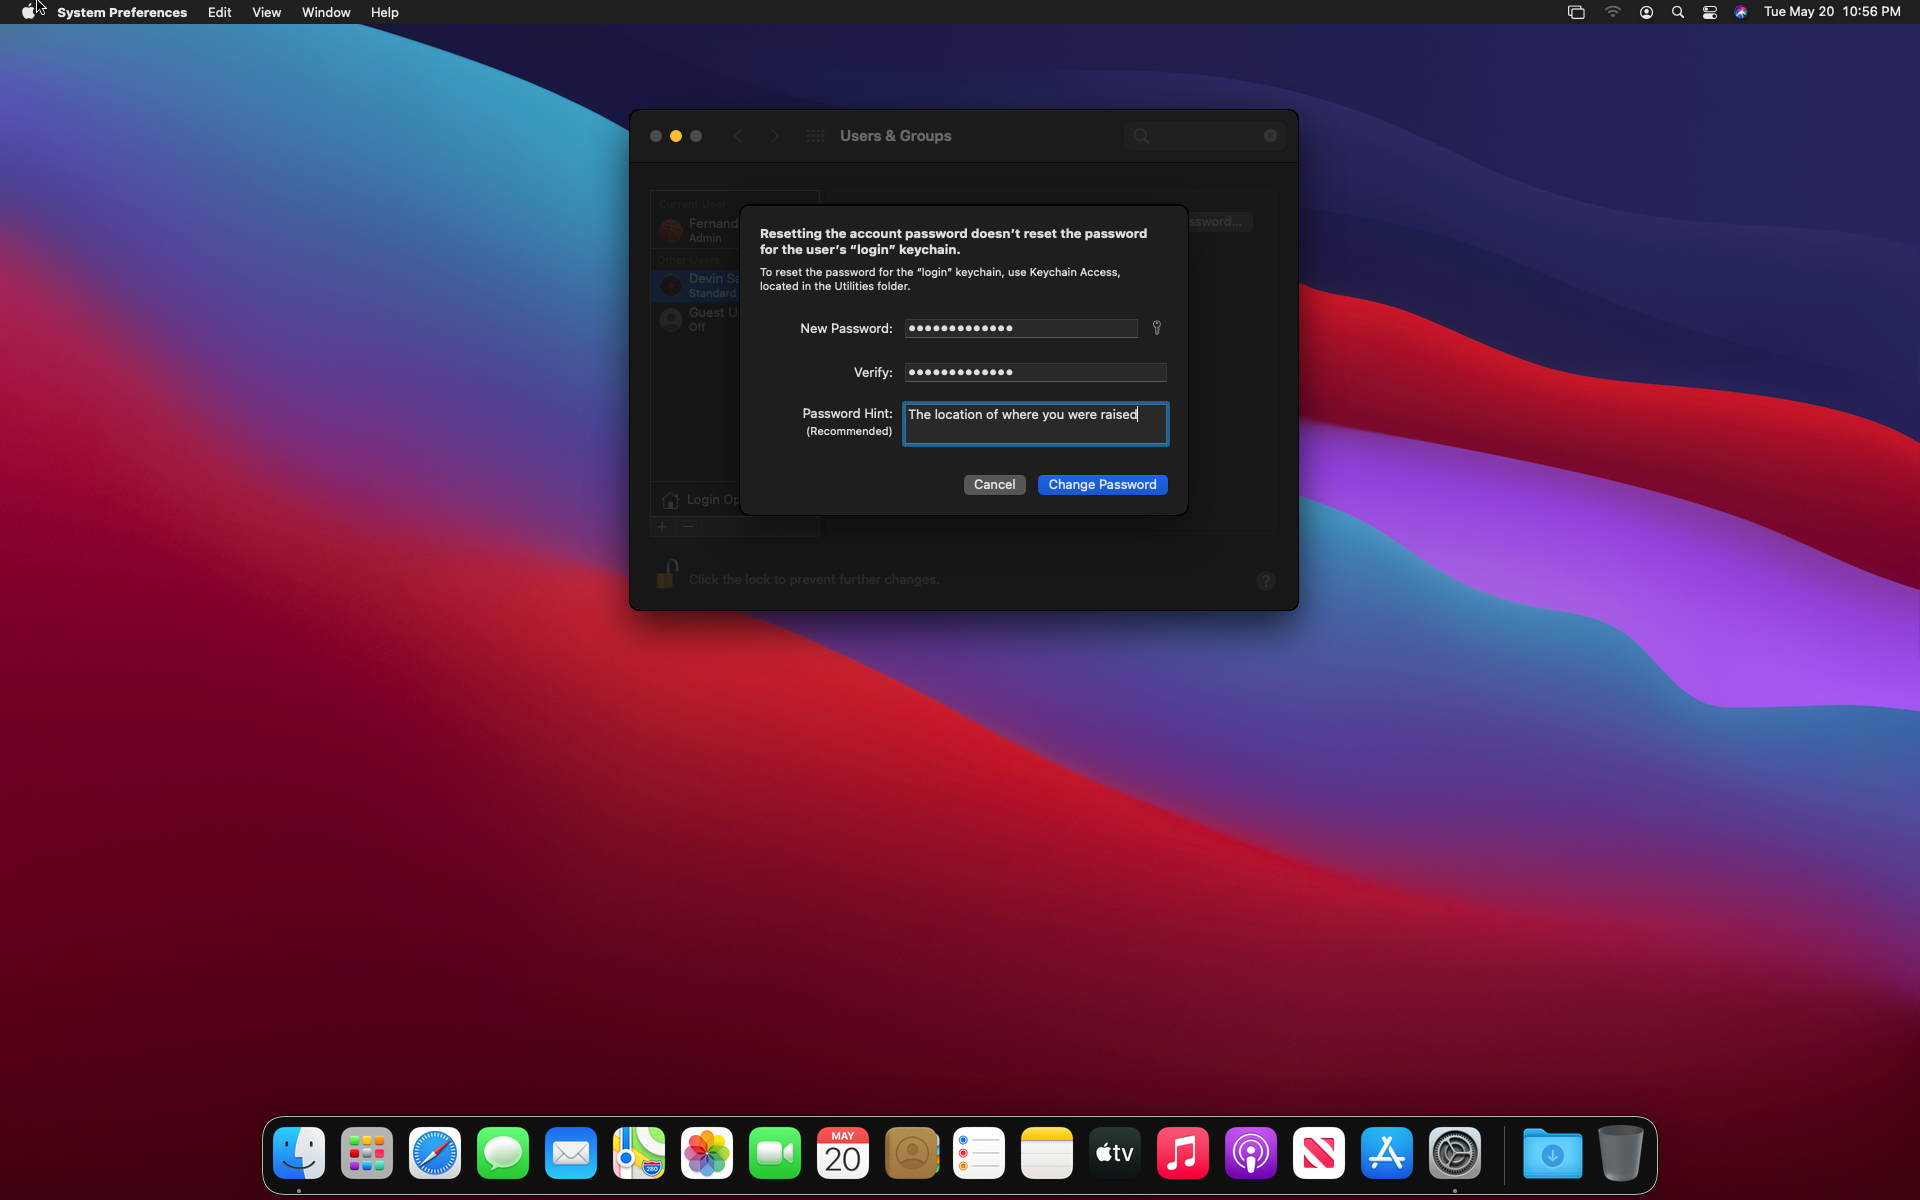 System Preferences Edit View Window Help Tue May 20 10:56 PM
Users & Groups
Current User
Fernand
Admin
Other Users
Devin Sa
Standard
Guest U
Off
Login Op
ssword...
Resetting the account password doesn't reset the password
for the user's "login" keychain.
To reset the password for the "login" keychain, use Keychain Access,
located in the Utilities folder.
New Password: •••••••••••••
Verify: •••••••••••••
Password Hint: The location of where you were raised
(Recommended)
Cancel Change Password
+ −
Click the lock to prevent further changes. ?
280
MAY
20
tv